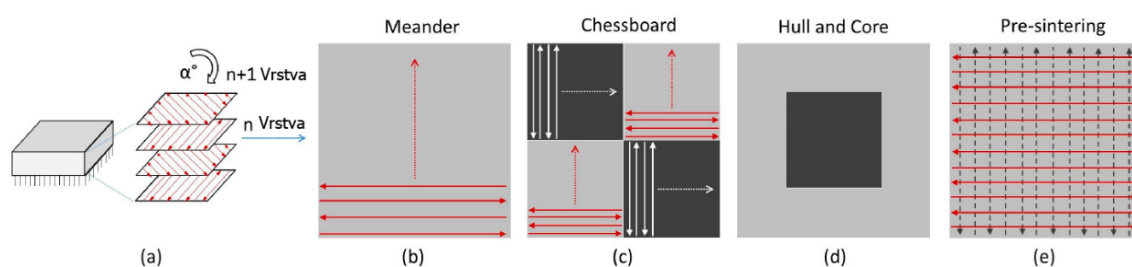 Meander
Chessboard
Hull and Core
Pre-sintering
α°
n+1 Vrstva
n Vrstva
(a)
(b)
(c)
(d)
(e)